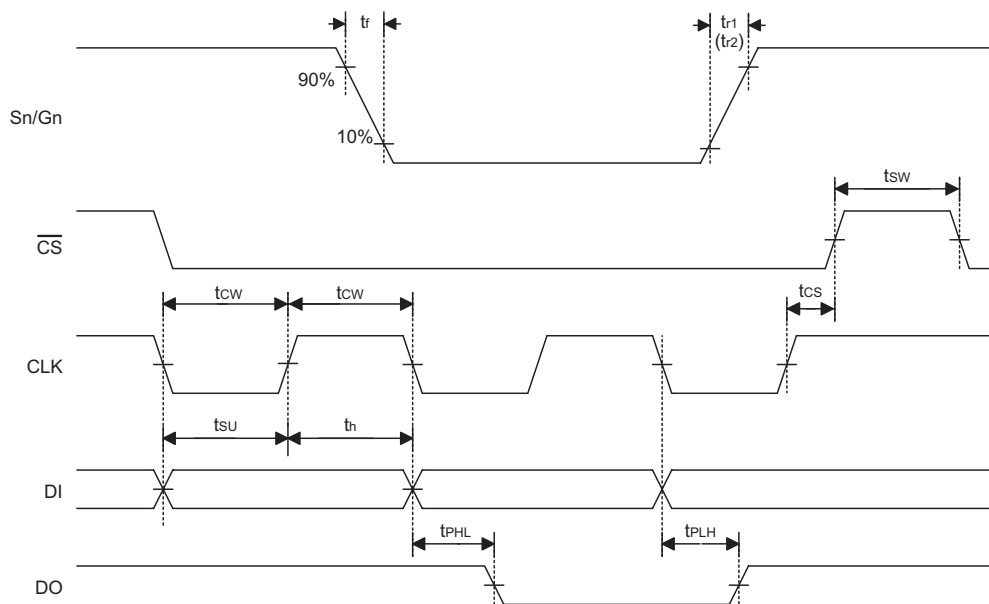 tf
tr1
(tr2)
90%
Sn/Gn
10%
tSW
CS
tCW
tCW
tCS
CLK
tSU
th
DI
tPHL
tPLH
DO